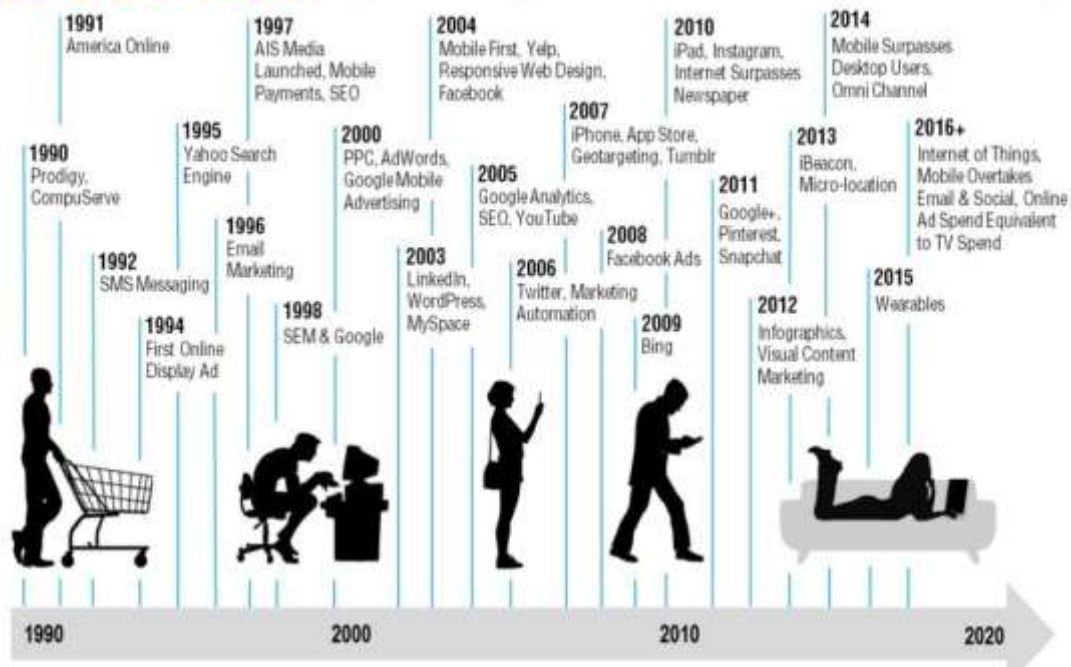 1991
America Online
1997
AIS Media
Launched, Mobile
Payments, SEO
2004
Mobile First, Yelp,
Responsive Web Design,
Facebook
2010
iPad, Instagram,
Internet Surpasses
Newspaper
2014
Mobile Surpasses
Desktop Users,
Omni Channel
1990
Prodigy,
CompuServe
1995
Yahoo Search
Engine
2000
PPC, AdWords,
Google Mobile
Advertising
2005
Google Analytics,
SEO, YouTube
2007
iPhone, App Store,
Geotargeting, Tumblr
2011
Google+,
Pinterest,
Snapchat
2013
iBeacon,
Micro-location
2016+
Internet of Things,
Mobile Overtakes
Email & Social, Online
Ad Spend Equivalent
to TV Spend
1992
SMS Messaging
1996
Email
Marketing
2003
LinkedIn,
WordPress,
MySpace
2006
Twitter, Marketing
Automation
2008
Facebook Ads
2015
Wearables
1994
First Online
Display Ad
1998
SEM & Google
2009
Bing
2012
Infographics,
Visual Content
Marketing
1990
2000
2010
2020